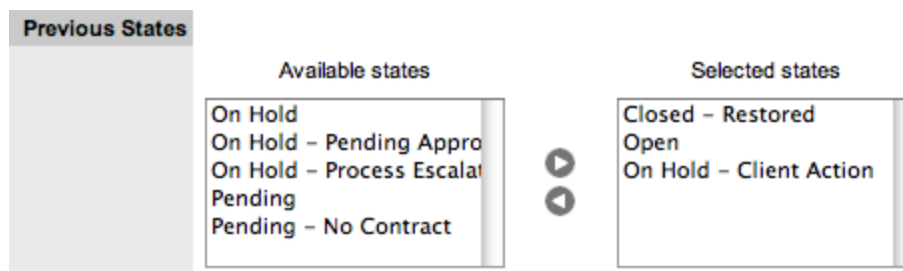 Previous States
Available states
Selected states
On Hold
On Hold – Pending Appro
On Hold – Process Escalat
Pending
Pending – No Contract
Closed – Restored
Open
On Hold – Client Action